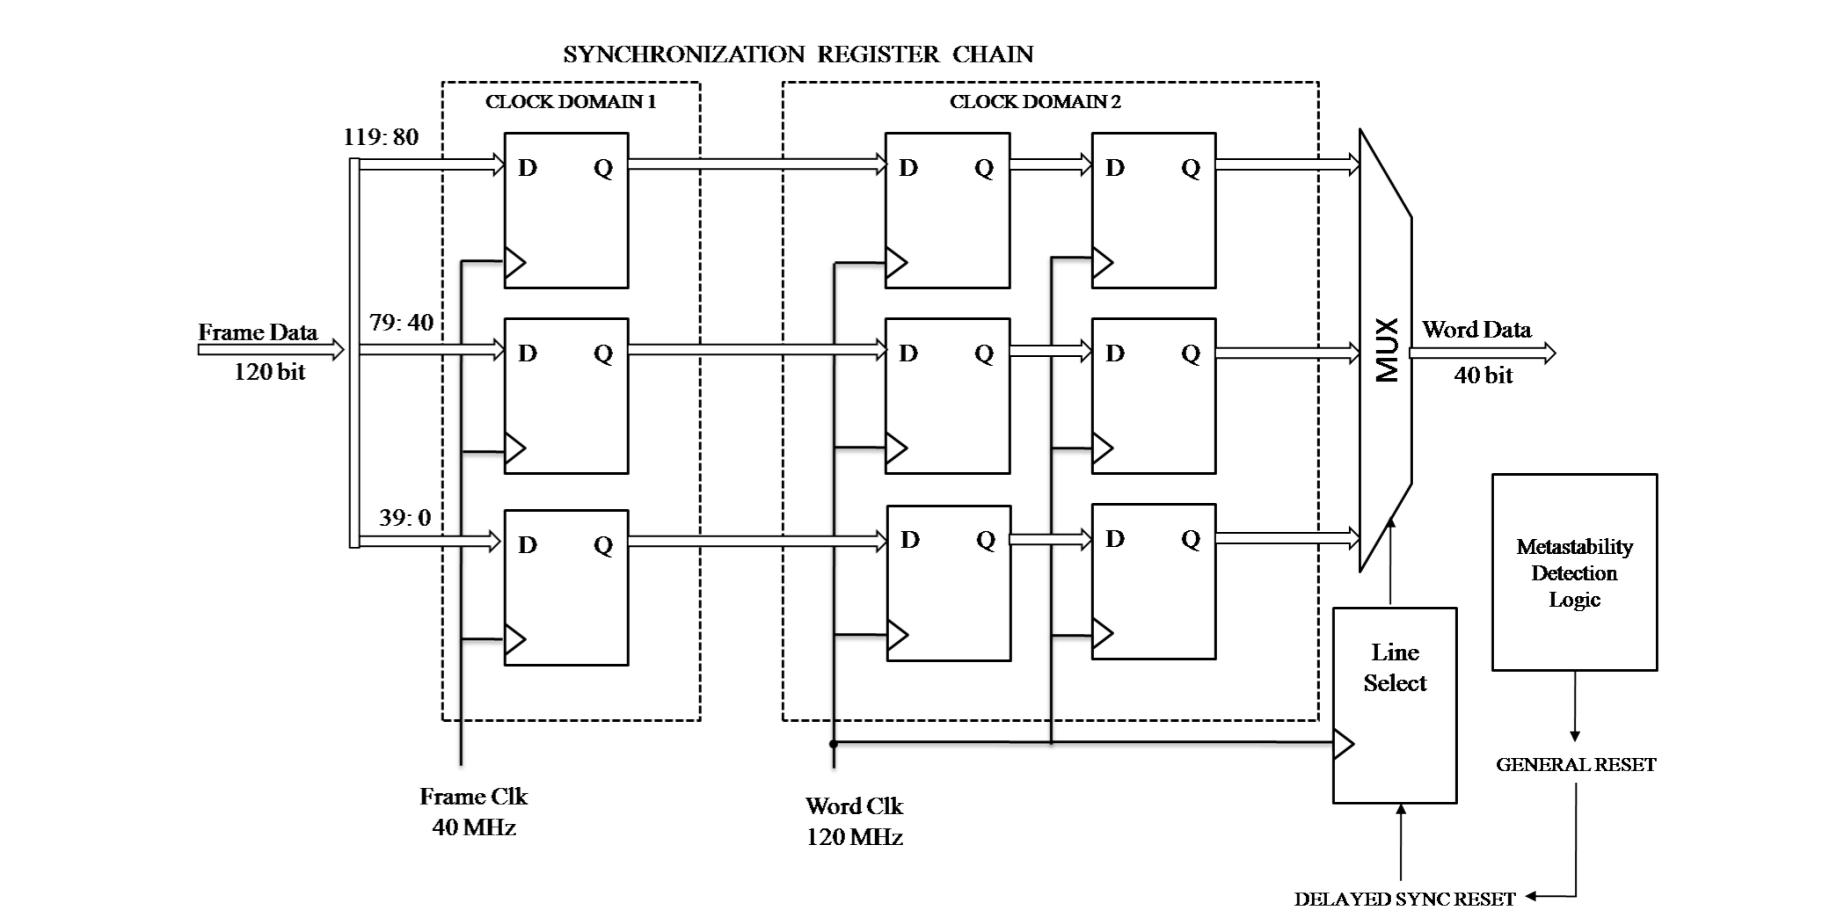 SYNCHRONIZATION REGISTER CHAIN
CLOCK DOMAIN 1
CLOCK DOMAIN 2
119: 80
D Q
D Q
D Q
Frame Data
120 bit
79: 40
D Q
D Q
D Q
MUX
Word Data
40 bit
39: 0
D Q
D Q
D Q
Metastability
Detection
Logic
Line
Select
GENERAL RESET
Frame Clk
40 MHz
Word Clk
120 MHz
DELAYED SYNC RESET